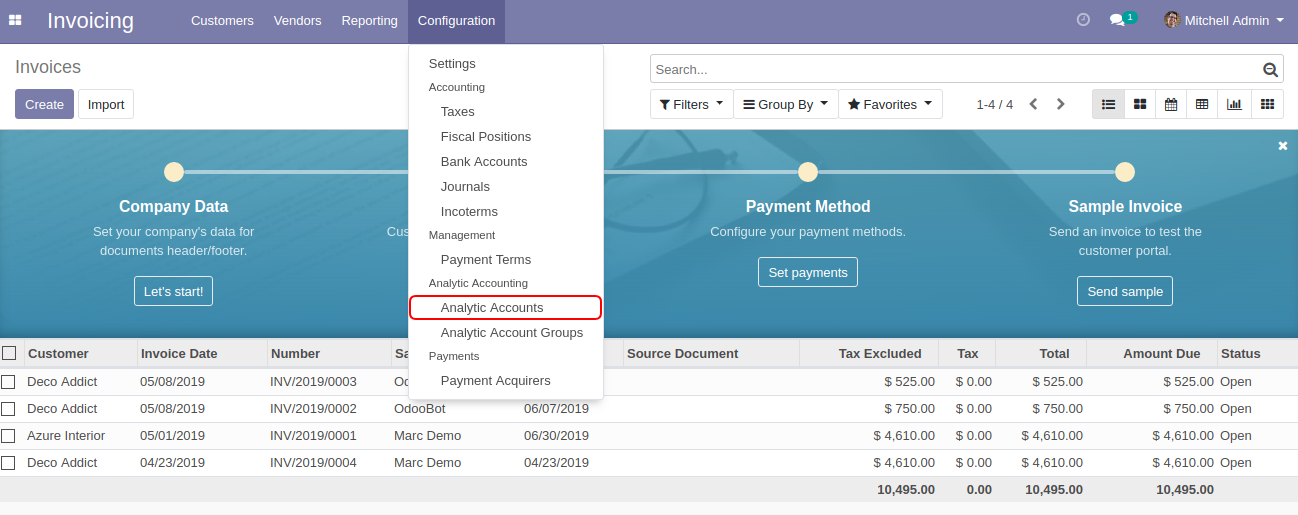 Invoicing Customers Vendors Reporting Configuration 1 Mitchell Admin
Invoices
Search...
Create Import
Filters Group By Favorites 1-4 / 4
Settings
Accounting
Taxes
Fiscal Positions
Bank Accounts
Journals
Incoterms
Management
Payment Terms
Analytic Accounting
Analytic Accounts
Analytic Account Groups
Payments
Payment Acquirers
Company Data
Set your company's data for
documents header/footer.
Let's start!
Payment Method
Configure your payment methods.
Set payments
Sample Invoice
Send an invoice to test the
customer portal.
Send sample
Customer Invoice Date Number Sa Source Document Tax Excluded Tax Total Amount Due Status
Deco Addict 05/08/2019 INV/2019/0003 $ 525.00 $ 0.00 $ 525.00 $ 525.00 Open
Deco Addict 05/08/2019 INV/2019/0002 OdooBot 06/07/2019 $ 750.00 $ 0.00 $ 750.00 $ 750.00 Open
Azure Interior 05/01/2019 INV/2019/0001 Marc Demo 06/30/2019 $ 4,610.00 $ 0.00 $ 4,610.00 $ 4,610.00 Open
Deco Addict 04/23/2019 INV/2019/0004 Marc Demo 04/23/2019 $ 4,610.00 $ 0.00 $ 4,610.00 $ 4,610.00 Open
10,495.00 0.00 10,495.00 10,495.00